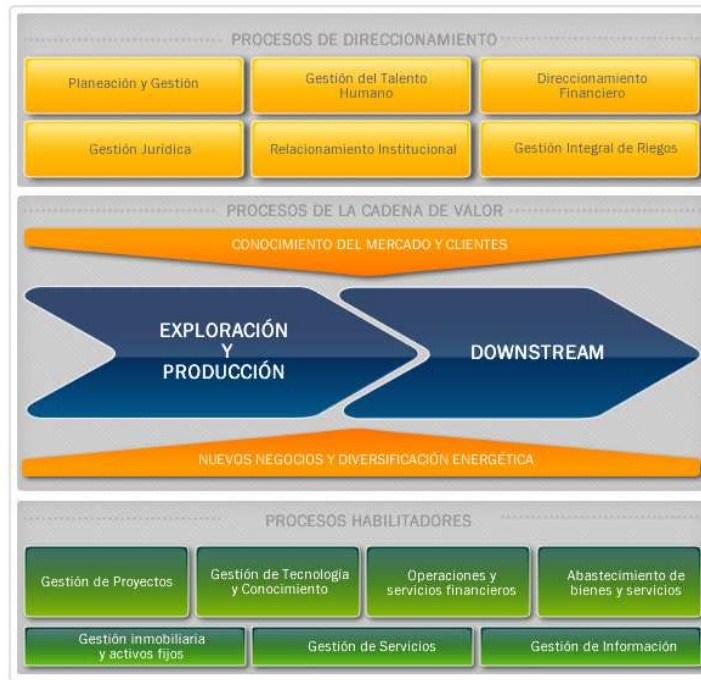 PROCESOS DE DIRECCIONAMIENTO
Planeación y Gestión
Gestión del Talento
Humano
Direccionamiento
Financiero
Gestión Jurídica
Relacionamiento Institucional
Gestión Integral de Riegos
PROCESOS DE LA CADENA DE VALOR
CONOCIMIENTO DEL MERCADO Y CLIENTES
EXPLORACIÓN
Y
PRODUCCIÓN
DOWNSTREAM
NUEVOS NEGOCIOS Y DIVERSIFICACIÓN ENERGÉTICA
PROCESOS HABILITADORES
Gestión de Proyectos
Gestión de Tecnología
y Conocimiento
Operaciones y
servicios financieros
Abastecimiento de
bienes y servicios
Gestión inmobiliaria
y activos fijos
Gestión de Servicios
Gestión de Información